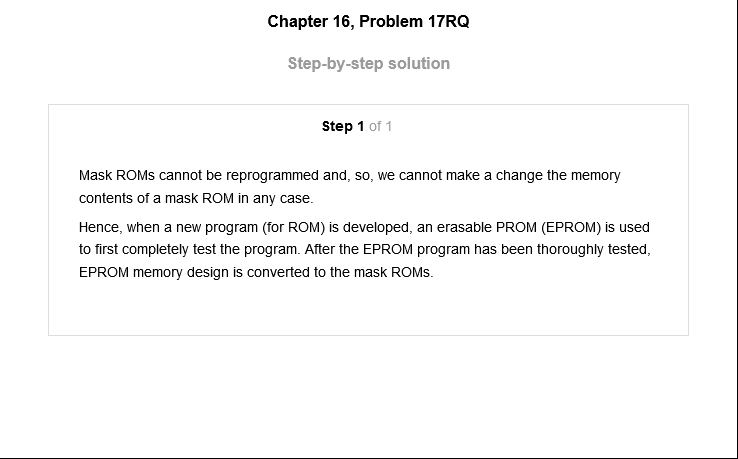 Chapter 16, Problem 17RQ
Step-by-step solution
Step 1 of 1
Mask ROMs cannot be reprogrammed and, so, we cannot make a change the memory
contents of a mask ROM in any case.
Hence, when a new program (for ROM) is developed, an erasable PROM (EPROM) is used
to first completely test the program. After the EPROM program has been thoroughly tested,
EPROM memory design is converted to the mask ROMs.